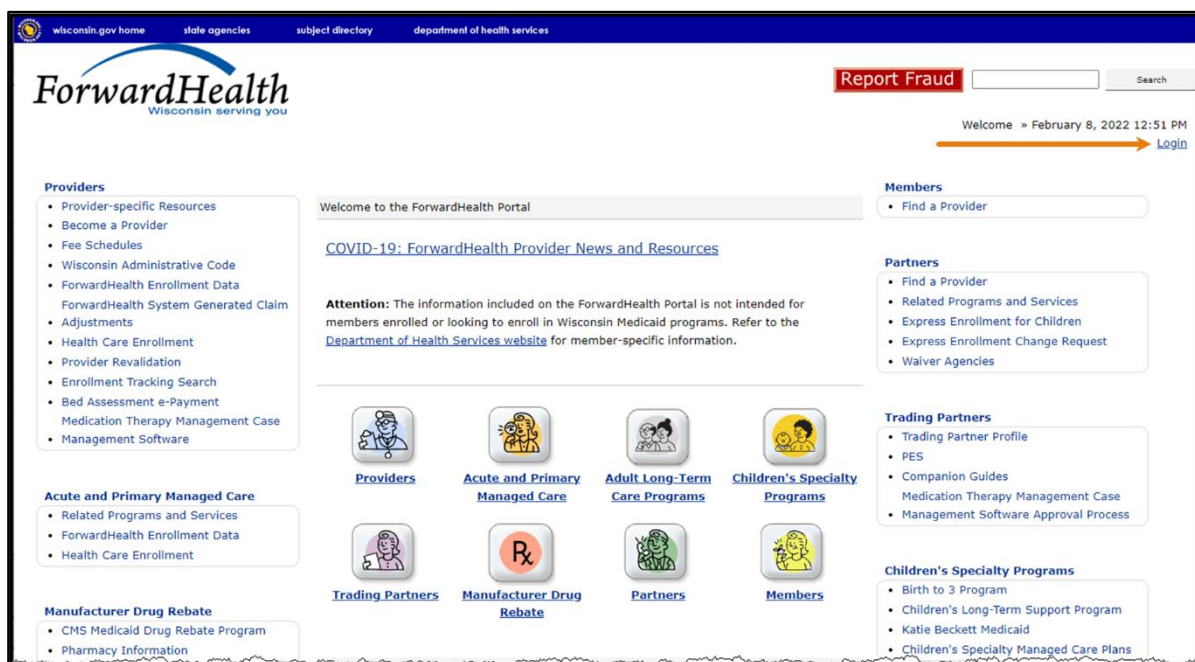 wisconsin.gov home state agencies subject directory department of health services
ForwardHealth
Wisconsin serving you
Report Fraud
Search
Welcome » February 8, 2022 12:51 PM
Login
Providers
• Provider-specific Resources
• Become a Provider
• Fee Schedules
• Wisconsin Administrative Code
• ForwardHealth Enrollment Data
ForwardHealth System Generated Claim
• Adjustments
• Health Care Enrollment
• Provider Revalidation
• Enrollment Tracking Search
• Bed Assessment e-Payment
Medication Therapy Management Case
• Management Software
Acute and Primary Managed Care
• Related Programs and Services
• ForwardHealth Enrollment Data
• Health Care Enrollment
Manufacturer Drug Rebate
• CMS Medicaid Drug Rebate Program
• Pharmacy Information
Welcome to the ForwardHealth Portal
COVID-19: ForwardHealth Provider News and Resources
Attention: The information included on the ForwardHealth Portal is not intended for
members enrolled or looking to enroll in Wisconsin Medicaid programs. Refer to the
Department of Health Services website for member-specific information.
Providers
Acute and Primary
Managed Care
Adult Long-Term
Care Programs
Children's Specialty
Programs
Rx
Trading Partners
Manufacturer Drug
Rebate
Partners
Members
Members
• Find a Provider
Partners
• Find a Provider
• Related Programs and Services
• Express Enrollment for Children
• Express Enrollment Change Request
• Waiver Agencies
Trading Partners
• Trading Partner Profile
• PES
• Companion Guides
Medication Therapy Management Case
• Management Software Approval Process
Children's Specialty Programs
• Birth to 3 Program
• Children's Long-Term Support Program
• Katie Beckett Medicaid
• Children's Specialty Managed Care Plans